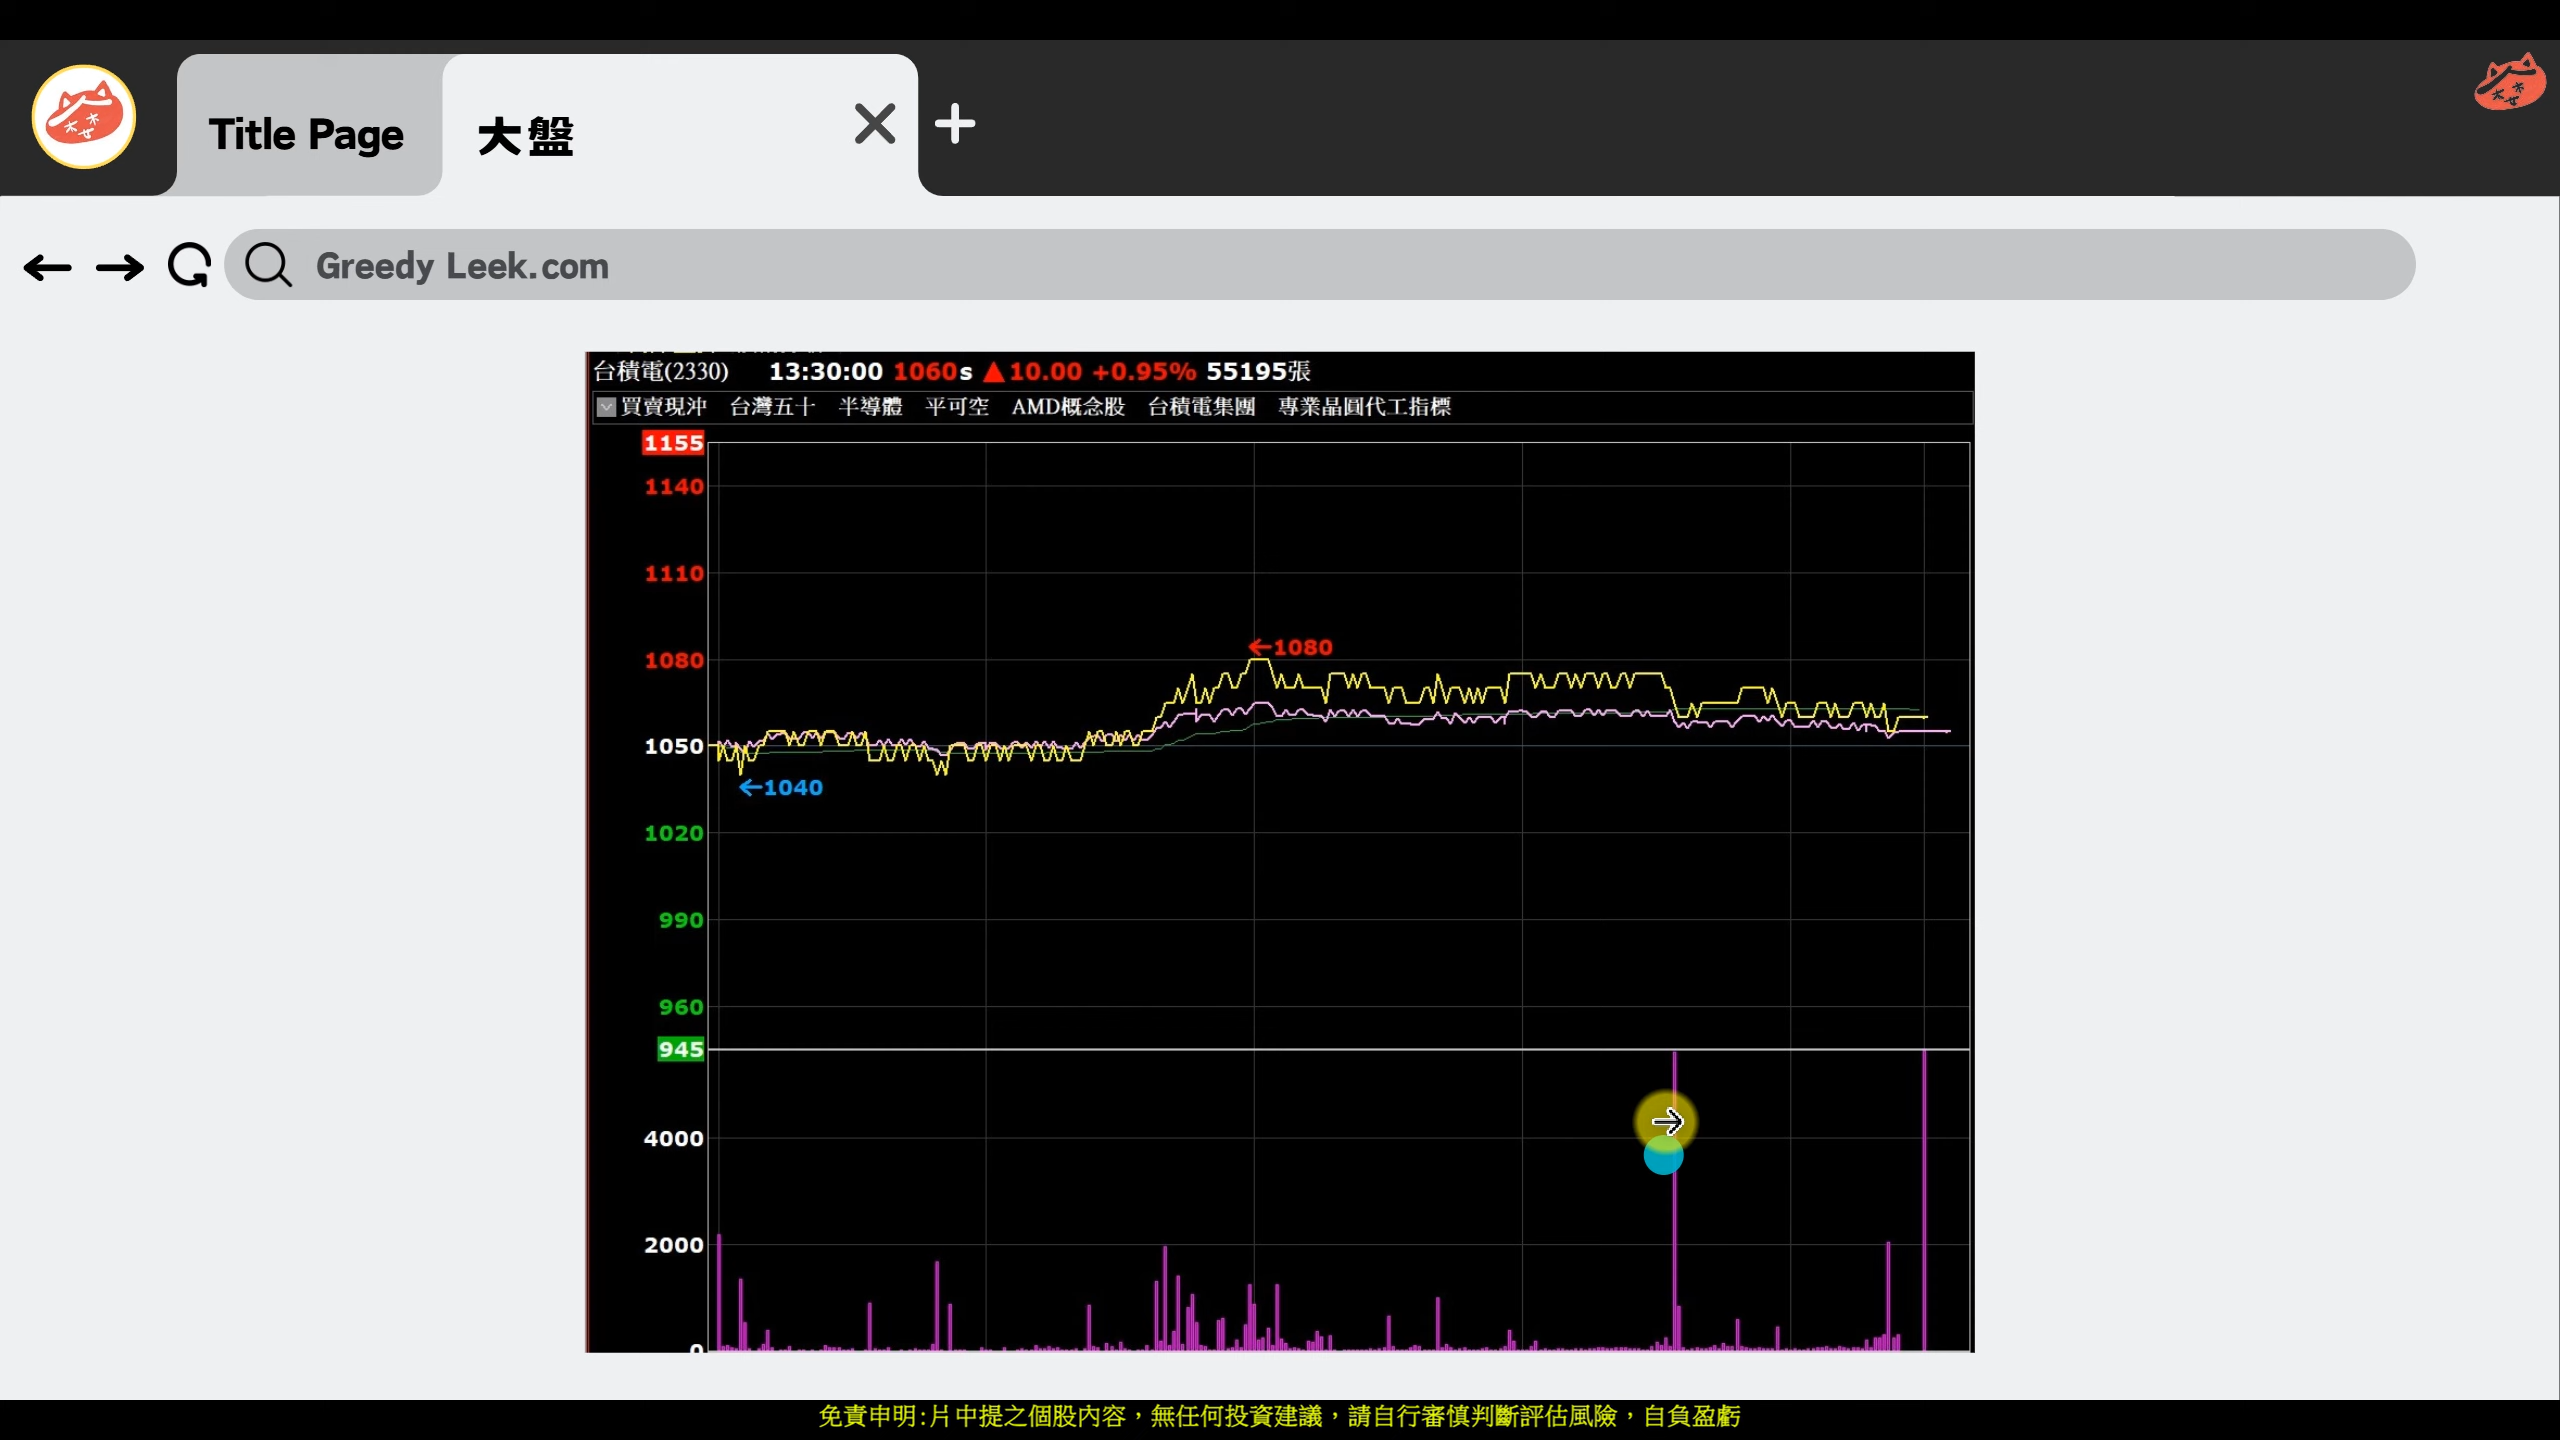 Title Page
大盤
Greedy Leek.com
台積電(2330) 13:30:00 1060s ▲10.00 +0.95% 55195張
買賣現沖 台灣五十 半導體 平可空 AMD概念股 台積電集團 專業晶圓代工指標
1155
1140
1110
←1080
1080
1050
←1040
1020
990
960
945
4000
2000
0
免責申明:片中提之個股內容，無任何投資建議，請自行審慎判斷評估風險，自負盈虧